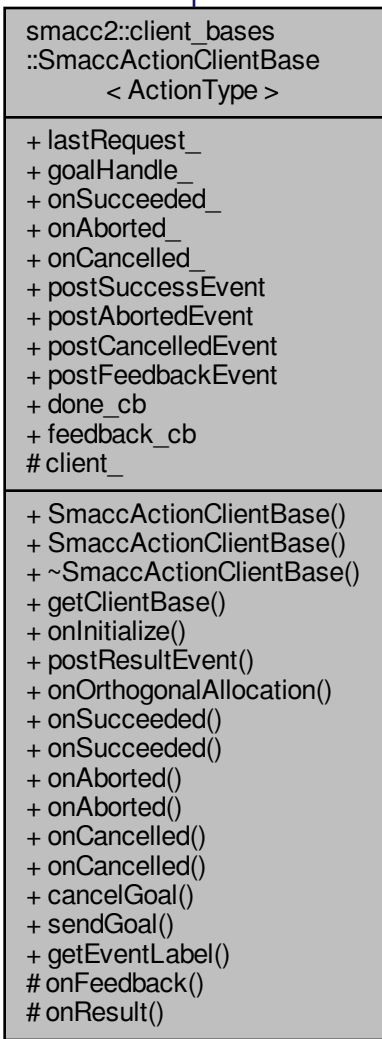 smacc2::client_bases
::SmaccActionClientBase
< ActionType >
+ lastRequest_
+ goalHandle_
+ onSucceeded_
+ onAborted_
+ onCancelled_
+ postSuccessEvent
+ postAbortedEvent
+ postCancelledEvent
+ postFeedbackEvent
+ done_cb
+ feedback_cb
# client_
+ SmaccActionClientBase()
+ SmaccActionClientBase()
+ ~SmaccActionClientBase()
+ getClientBase()
+ onInitialize()
+ postResultEvent()
+ onOrthogonalAllocation()
+ onSucceeded()
+ onSucceeded()
+ onAborted()
+ onAborted()
+ onCancelled()
+ onCancelled()
+ cancelGoal()
+ sendGoal()
+ getEventLabel()
# onFeedback()
# onResult()